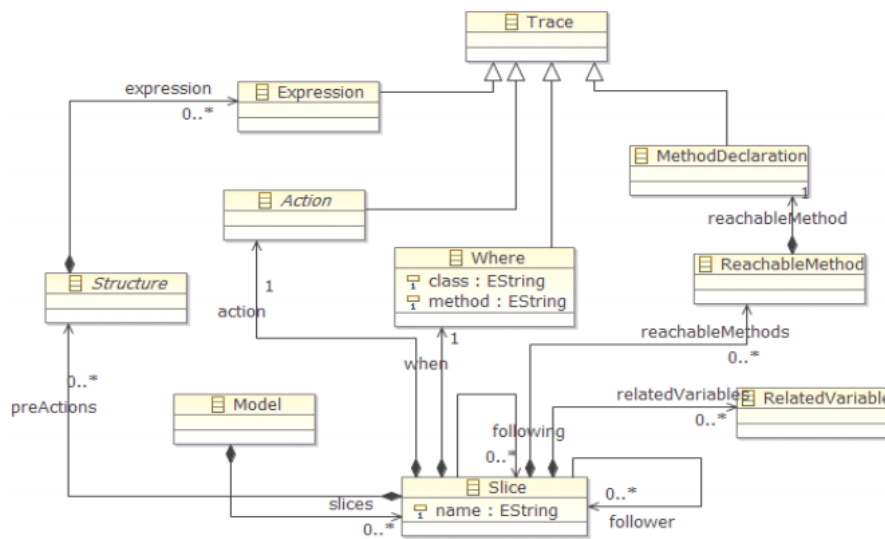 Trace
expression
Expression
0..*
MethodDeclaration
1
reachableMethod
Action
Where
class : EString
method : EString
ReachableMethod
Structure
1
action
1
when
reachableMethods
0..*
0..*
preActions
Model
relatedVariables
0..*
RelatedVariable
following
0..*
Slice
name : EString
slices
0..*
0..*
follower